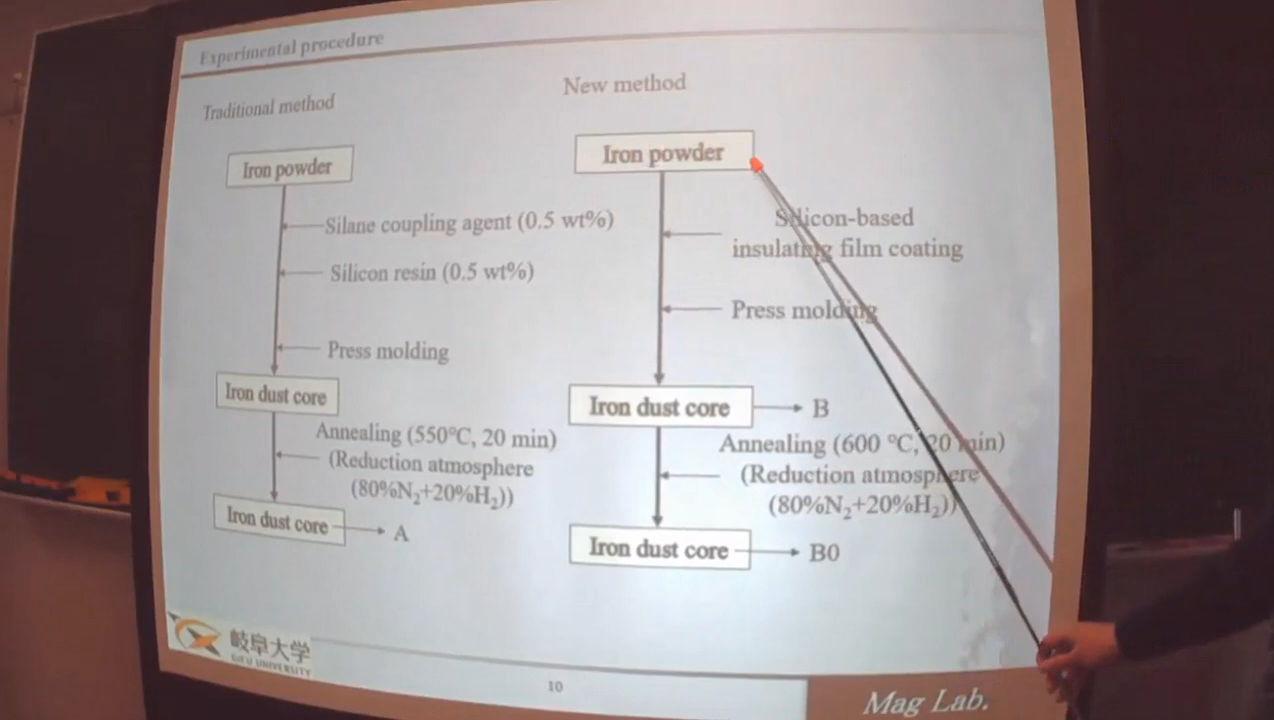 Experimental procedure
Traditional method
Iron powder
Silane coupling agent (0.5 wt%)
Silicon resin (0.5 wt%)
Press molding
Iron dust core
Annealing (550℃, 20 min)
(Reduction atmosphere
(80%N₂+20%H₂))
Iron dust core
A
New method
Iron powder
Silicon-based
insulating film coating
Press molding
Iron dust core
B
Annealing (600 ℃, 20 min)
(Reduction atmosphere
(80%N₂+20%H₂))
Iron dust core
B0
岐阜大学
GIFU UNIVERSITY
10
Mag Lab.